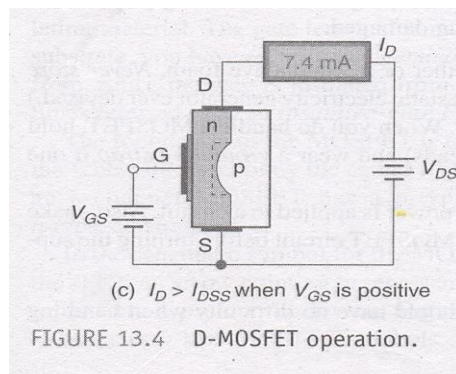 I_D
7.4 mA
D
n
G
p
V_DS
V_GS
S
(c) I_D > I_DSS when V_GS is positive
FIGURE 13.4 D-MOSFET operation.